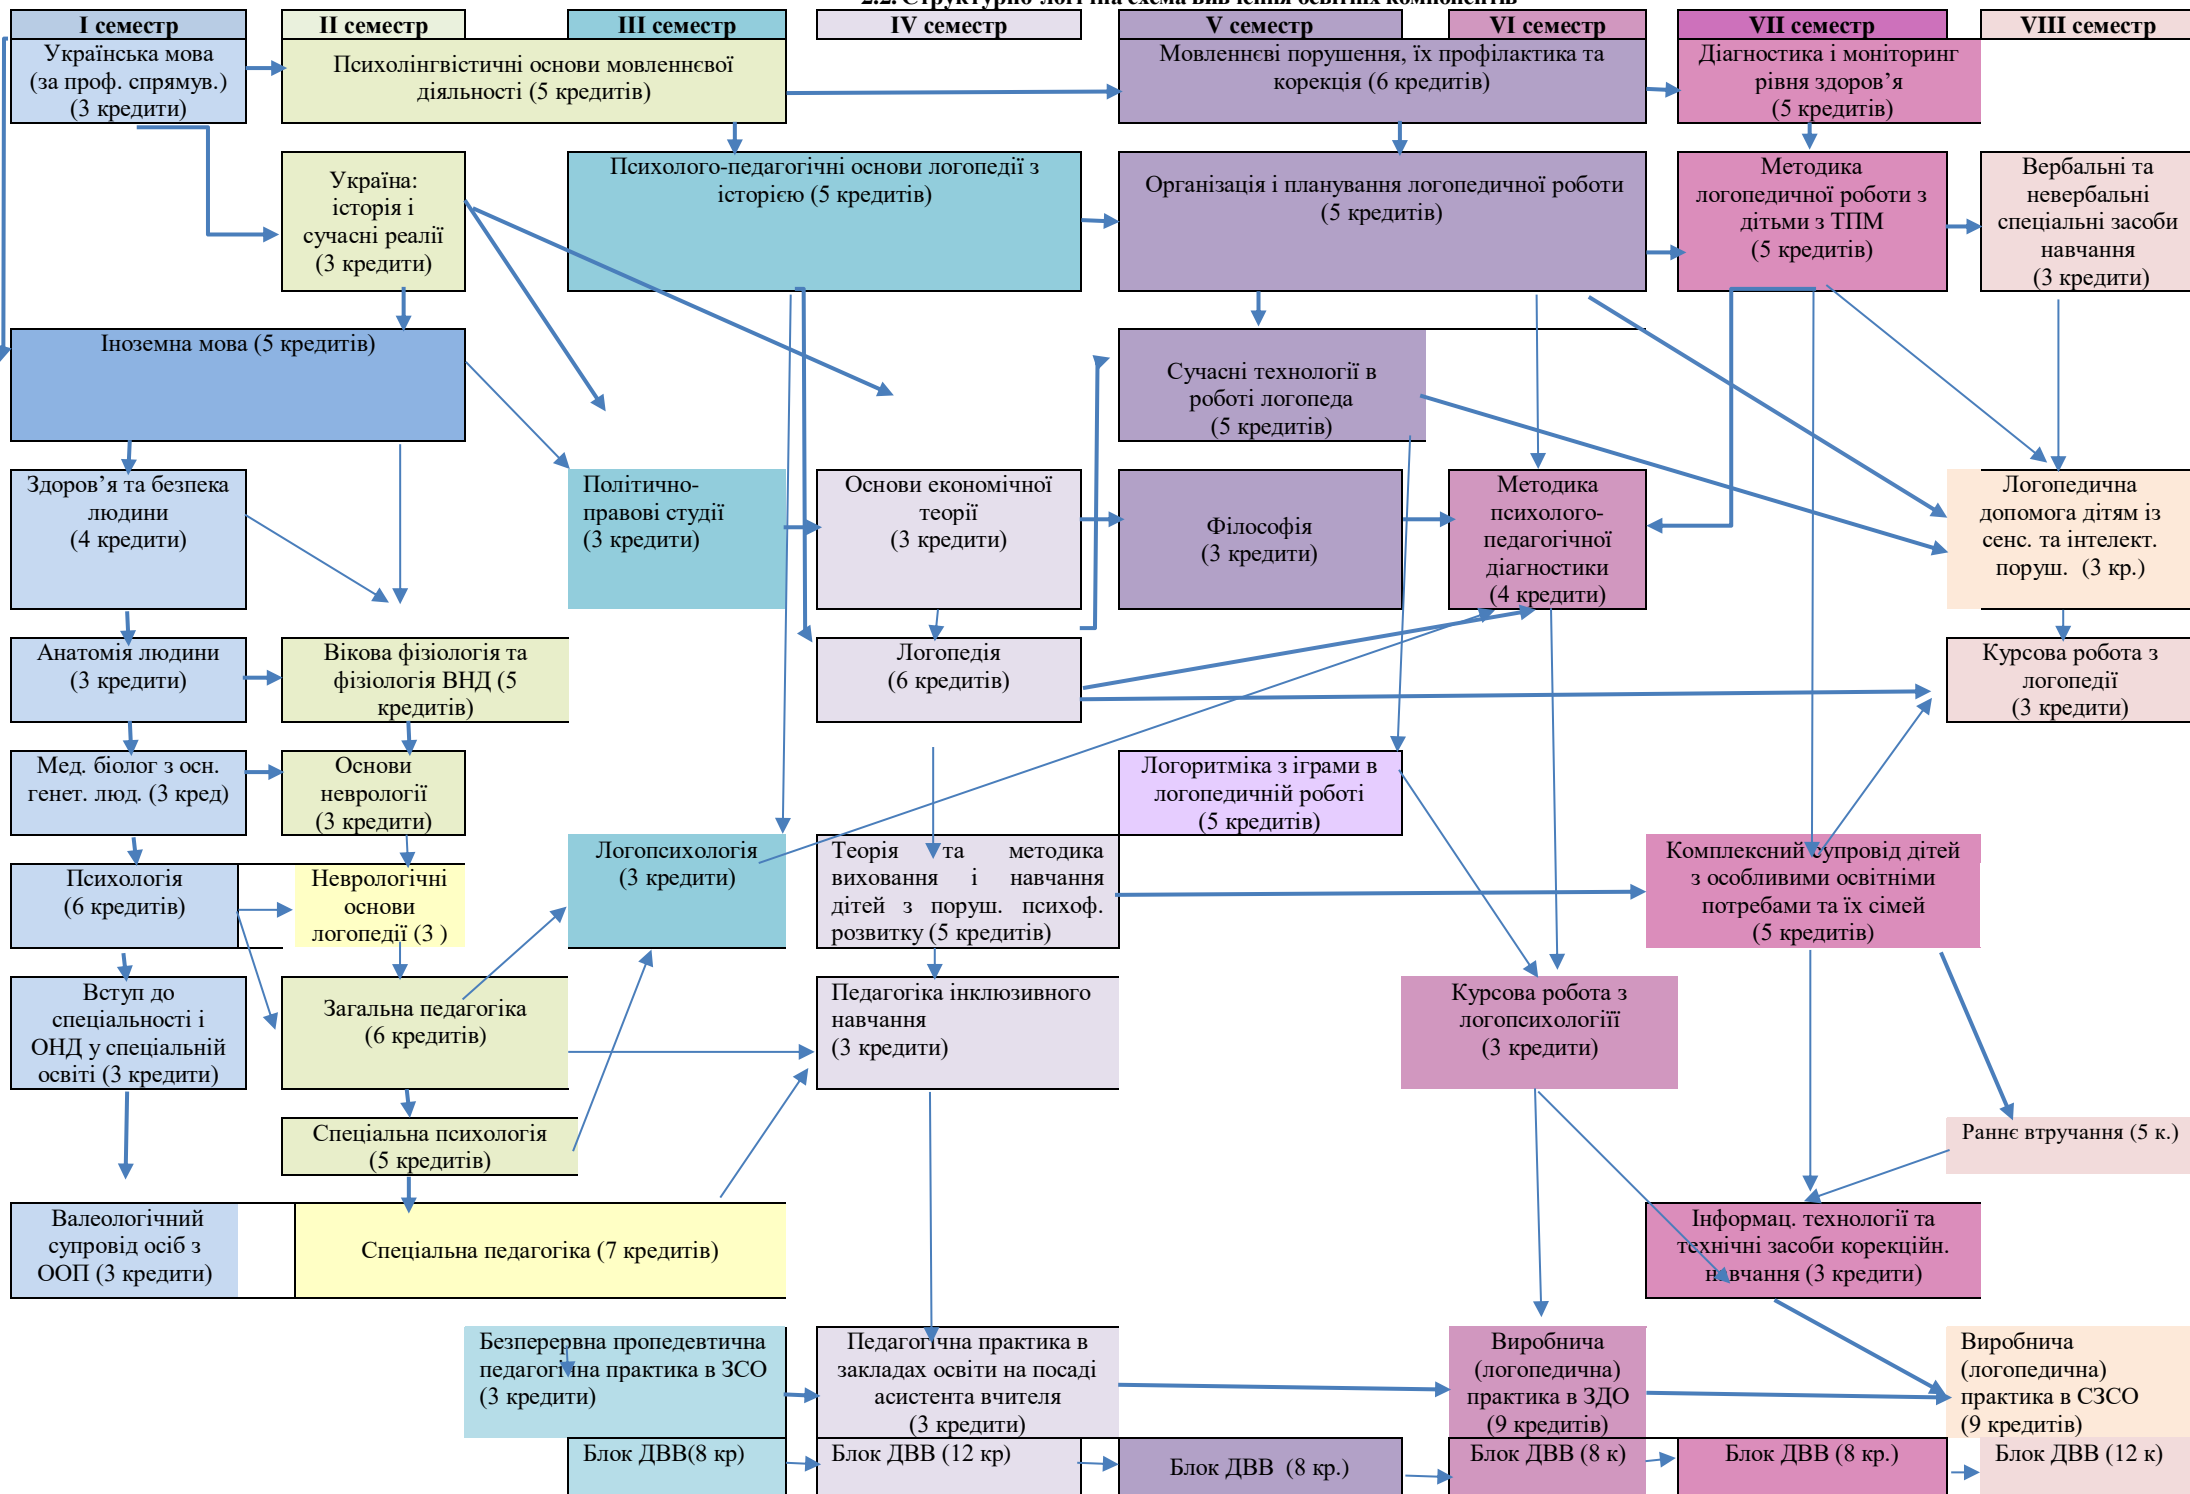 2.2. Структурно-логічна схема вивчення освітніх компонентів
I семестр
II семестр
III семестр
IV семестр
V семестр
VI семестр
VII семестр
VIII семестр
Українська мова
(за проф. спрямув.)
(3 кредити)
Психолінгвістичні основи мовленнєвої
діяльності (5 кредитів)
Мовленнєві порушення, їх профілактика та
корекція (6 кредитів)
Діагностика і моніторинг
рівня здоров’я
(5 кредитів)
Україна:
історія і
сучасні реалії
(3 кредити)
Психолого-педагогічні основи логопедії з
історією (5 кредитів)
Організація і планування логопедичної роботи
(5 кредитів)
Методика
логопедичної роботи з
дітьми з ТПМ
(5 кредитів)
Вербальні та
невербальні
спеціальні засоби
навчання
(3 кредити)
Іноземна мова (5 кредитів)
Сучасні технології в
роботі логопеда
(5 кредитів)
Здоров’я та безпека
людини
(4 кредити)
Політично-
правові студії
(3 кредити)
Основи економічної
теорії
(3 кредити)
Філософія
(3 кредити)
Методика
психолого-
педагогічної
діагностики
(4 кредити)
Логопедична
допомога дітям із
сенс. та інтелект.
поруш.  (3 кр.)
Анатомія людини
(3 кредити)
Вікова фізіологія та
фізіологія ВНД (5
кредитів)
Логопедія
(6 кредитів)
Курсова робота з
логопедії
(3 кредити)
Мед. біолог з осн.
генет. люд. (3 кред)
Основи
неврології
(3 кредити)
Логоритміка з іграми в
логопедичній роботі
(5 кредитів)
Психологія
(6 кредитів)
Неврологічні
основи
логопедії (3 )
Логопсихологія
(3 кредити)
Теорія та методика
виховання і навчання
дітей з поруш. психоф.
розвитку (5 кредитів)
Комплексний супровід дітей
з особливими освітніми
потребами та їх сімей
(5 кредитів)
Вступ до
спеціальності і
ОНД у спеціальній
освіті (3 кредити)
Загальна педагогіка
(6 кредитів)
Педагогіка інклюзивного
навчання
(3 кредити)
Курсова робота з
логопсихологіїї
(3 кредити)
Спеціальна психологія
(5 кредитів)
Раннє втручання (5 к.)
Валеологічний
супровід осіб з
ООП (3 кредити)
Спеціальна педагогіка (7 кредитів)
Інформац. технології та
технічні засоби корекційн.
навчання (3 кредити)
Безперервна пропедевтична
педагогічна практика в ЗСО
(3 кредити)
Педагогічна практика в
закладах освіти на посаді
асистента вчителя
(3 кредити)
Виробнича
(логопедична)
практика в ЗДО
(9 кредитів)
Виробнича
(логопедична)
практика в СЗСО
(9 кредитів)
Блок ДВВ(8 кр)
Блок ДВВ (12 кр)
Блок ДВВ  (8 кр.)
Блок ДВВ (8 к)
Блок ДВВ (8 кр.)
Блок ДВВ (12 к)